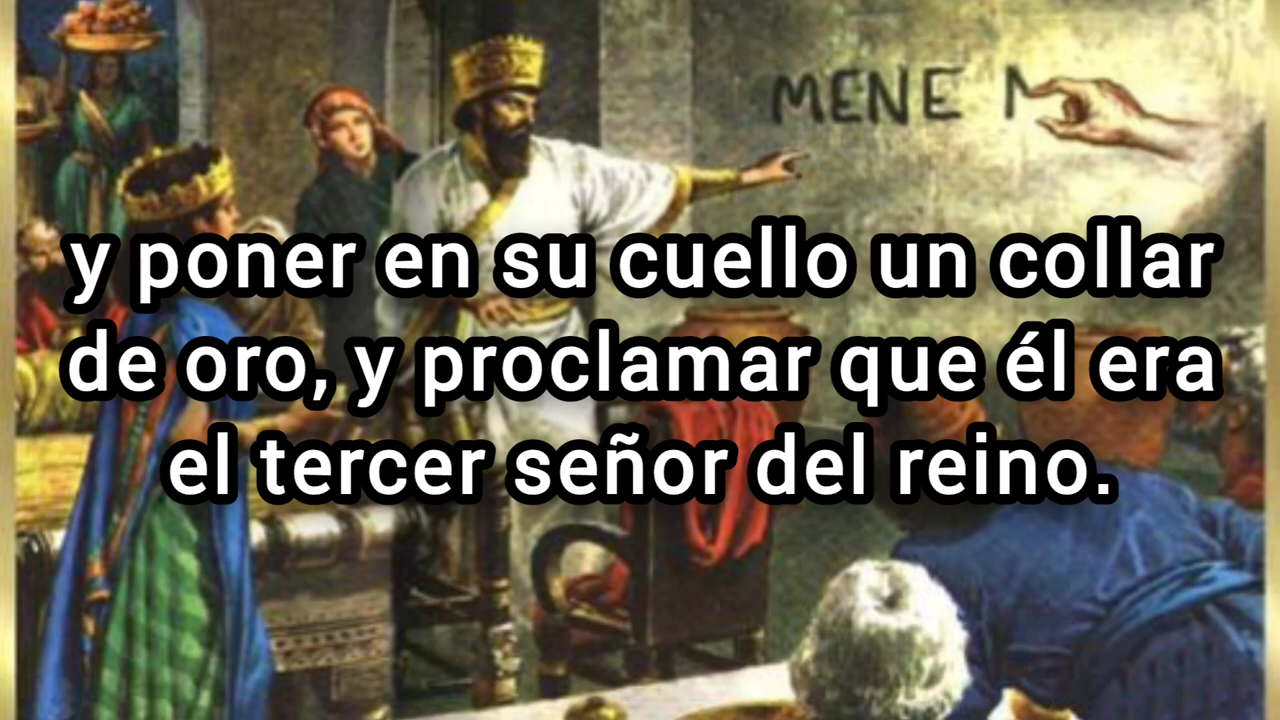 MENE M
y poner en su cuello un collar
de oro, y proclamar que él era
el tercer señor del reino.